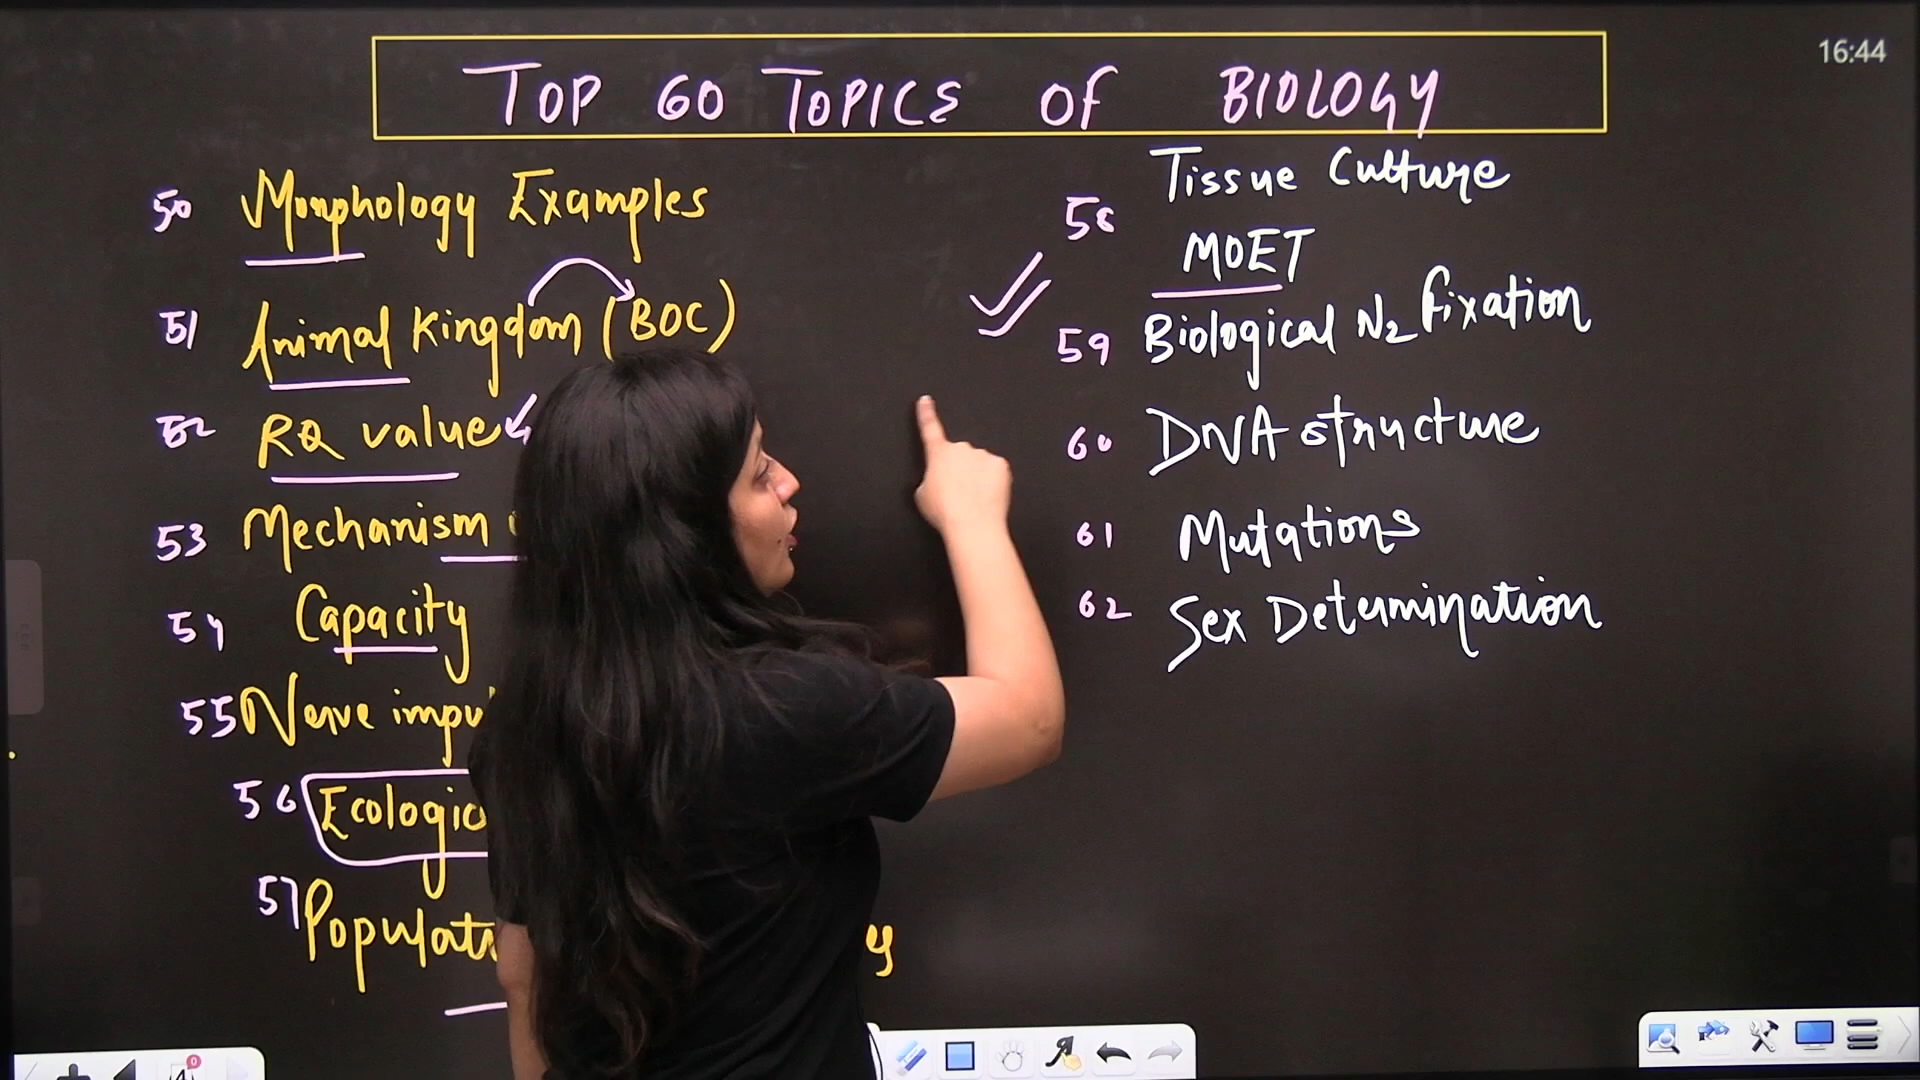 16:44
TOP 60 TOPICS OF BIOLOGY
50 Morphology Examples
51 Animal Kingdom (BOC)
52 RQ value
53 Mechanism
54 Capacity
55 Nerve impu
56 Ecologic
57 Populat
y
58 Tissue Culture
MOET
59 Biological N2 fixation
60 DNA structure
61 Mutations
62 Sex Determination
0